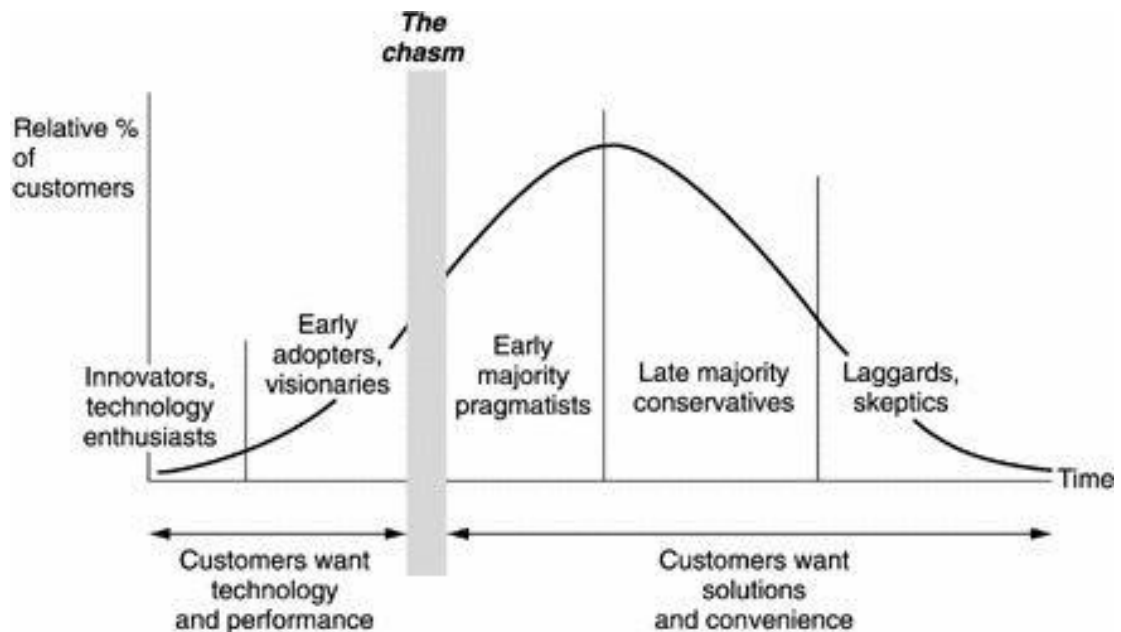 The
chasm
Relative %
of
customers
Innovators,
technology
enthusiasts
Early
adopters,
visionaries
Early
majority
pragmatists
Late majority
conservatives
Laggards,
skeptics
Time
Customers want
technology
and performance
Customers want
solutions
and convenience